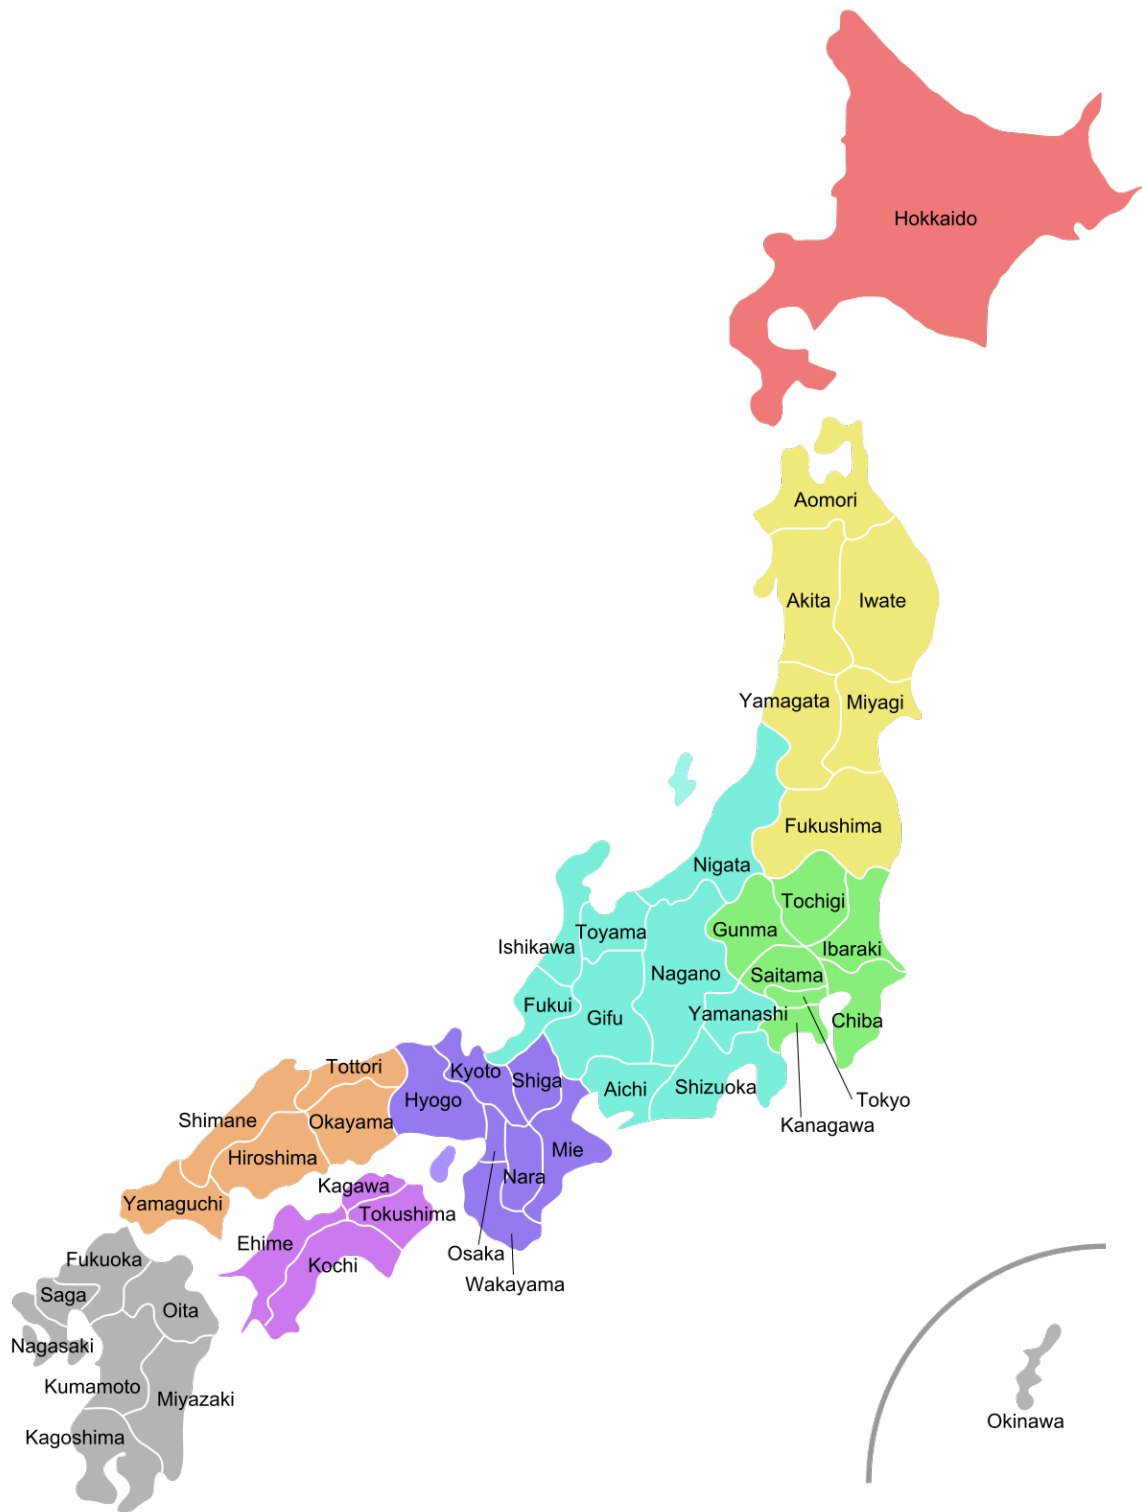 Hokkaido
Aomori
Akita
Iwate
Yamagata
Miyagi
Fukushima
Nigata
Tochigi
Gunma
Toyama
Ishikawa
Ibaraki
Nagano
Saitama
Fukui
Gifu
Yamanashi
Chiba
Tottori
Kyoto
Shiga
Aichi
Shizuoka
Hyogo
Tokyo
Shimane
Okayama
Kanagawa
Mie
Hiroshima
Nara
Kagawa
Yamaguchi
Tokushima
Ehime
Osaka
Fukuoka
Kochi
Wakayama
Saga
Oita
Nagasaki
Kumamoto
Miyazaki
Okinawa
Kagoshima